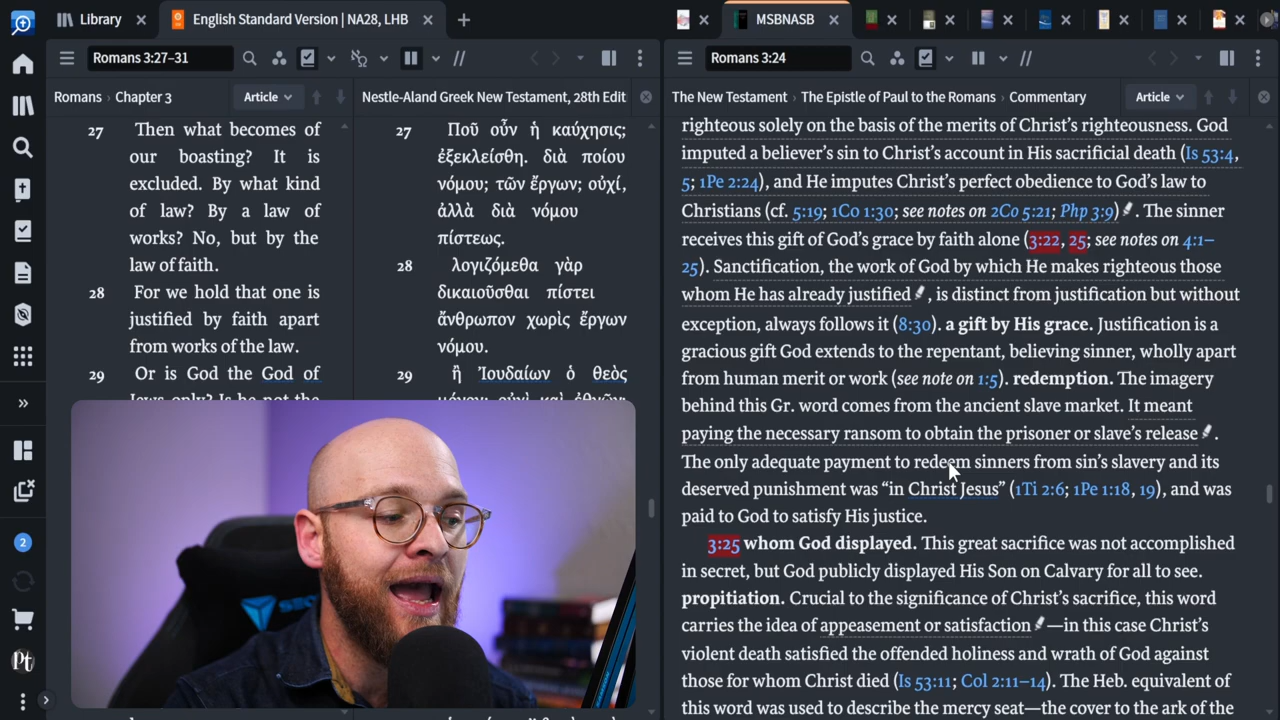 Library
English Standard Version | NA28, LHB
MSBNASB
Romans 3:27–31
Romans 3:24
Romans › Chapter 3
Article
Nestle-Aland Greek New Testament, 28th Edit
The New Testament › The Epistle of Paul to the Romans › Commentary
Article
27 Then what becomes of
our boasting? It is
excluded. By what kind
of law? By a law of
works? No, but by the
law of faith.
28 For we hold that one is
justified by faith apart
from works of the law.
29 Or is God the God of
Jews only? Is he not the
27 Ποῦ οὖν ἡ καύχησις;
ἐξεκλείσθη. διὰ ποίου
νόμου; τῶν ἔργων; οὐχί,
ἀλλὰ διὰ νόμου
πίστεως.
28 λογιζόμεθα γὰρ
δικαιοῦσθαι πίστει
ἄνθρωπον χωρὶς ἔργων
νόμου.
29 ἢ Ἰουδαίων ὁ θεὸς
μόνον; οὐχὶ καὶ ἐθνῶν;
righteous solely on the basis of the merits of Christ’s righteousness. God
imputed a believer’s sin to Christ’s account in His sacrificial death (Is 53:4,
5; 1Pe 2:24), and He imputes Christ’s perfect obedience to God’s law to
Christians (cf. 5:19; 1Co 1:30; see notes on 2Co 5:21; Php 3:9). The sinner
receives this gift of God’s grace by faith alone (3:22, 25; see notes on 4:1–
25). Sanctification, the work of God by which He makes righteous those
whom He has already justified, is distinct from justification but without
exception, always follows it (8:30). a gift by His grace. Justification is a
gracious gift God extends to the repentant, believing sinner, wholly apart
from human merit or work (see note on 1:5). redemption. The imagery
behind this Gr. word comes from the ancient slave market. It meant
paying the necessary ransom to obtain the prisoner or slave’s release.
The only adequate payment to redeem sinners from sin’s slavery and its
deserved punishment was “in Christ Jesus” (1Ti 2:6; 1Pe 1:18, 19), and was
paid to God to satisfy His justice.
3:25 whom God displayed. This great sacrifice was not accomplished
in secret, but God publicly displayed His Son on Calvary for all to see.
propitiation. Crucial to the significance of Christ’s sacrifice, this word
carries the idea of appeasement or satisfaction—in this case Christ’s
violent death satisfied the offended holiness and wrath of God against
those for whom Christ died (Is 53:11; Col 2:11–14). The Heb. equivalent of
this word was used to describe the mercy seat—the cover to the ark of the
2
Pt